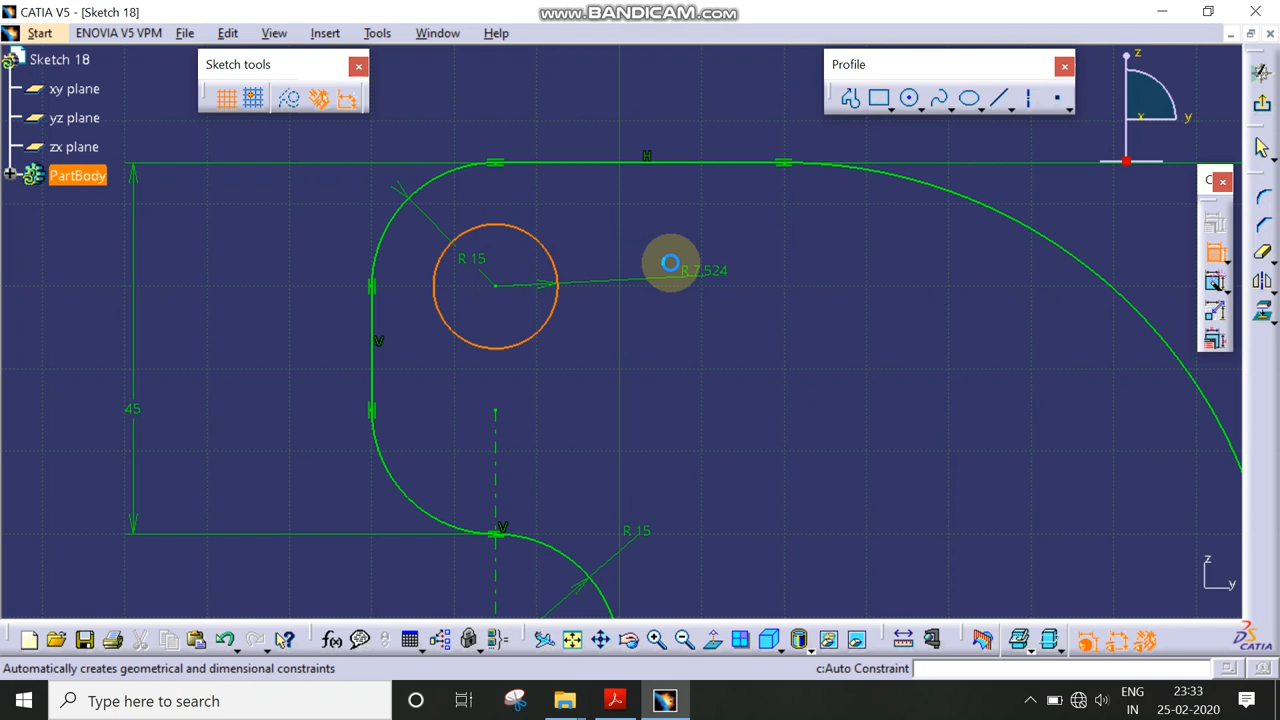 CATIA V5 - [Sketch 18]
www.BANDICAM.com
Start
ENOVIA V5 VPM
File
Edit
View
Insert
Tools
Window
Help
Sketch 18
xy plane
yz plane
zx plane
PartBody
Sketch tools
Profile
z
x
y
H
R 15
R 7.524
V
45
V
R 15
z
y
f(x)
CATIA
Automatically creates geometrical and dimensional constraints
c:Auto Constraint
Type here to search
ENG
IN
23:33
25-02-2020